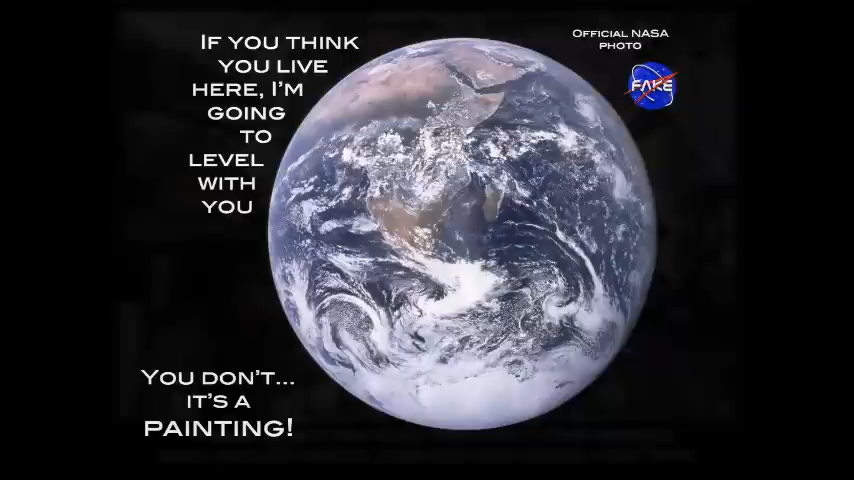 IF YOU THINK
YOU LIVE
HERE, I'M
GOING
TO
LEVEL
WITH
YOU
OFFICIAL NASA
PHOTO
FAKE
YOU DON'T...
IT'S A
PAINTING!